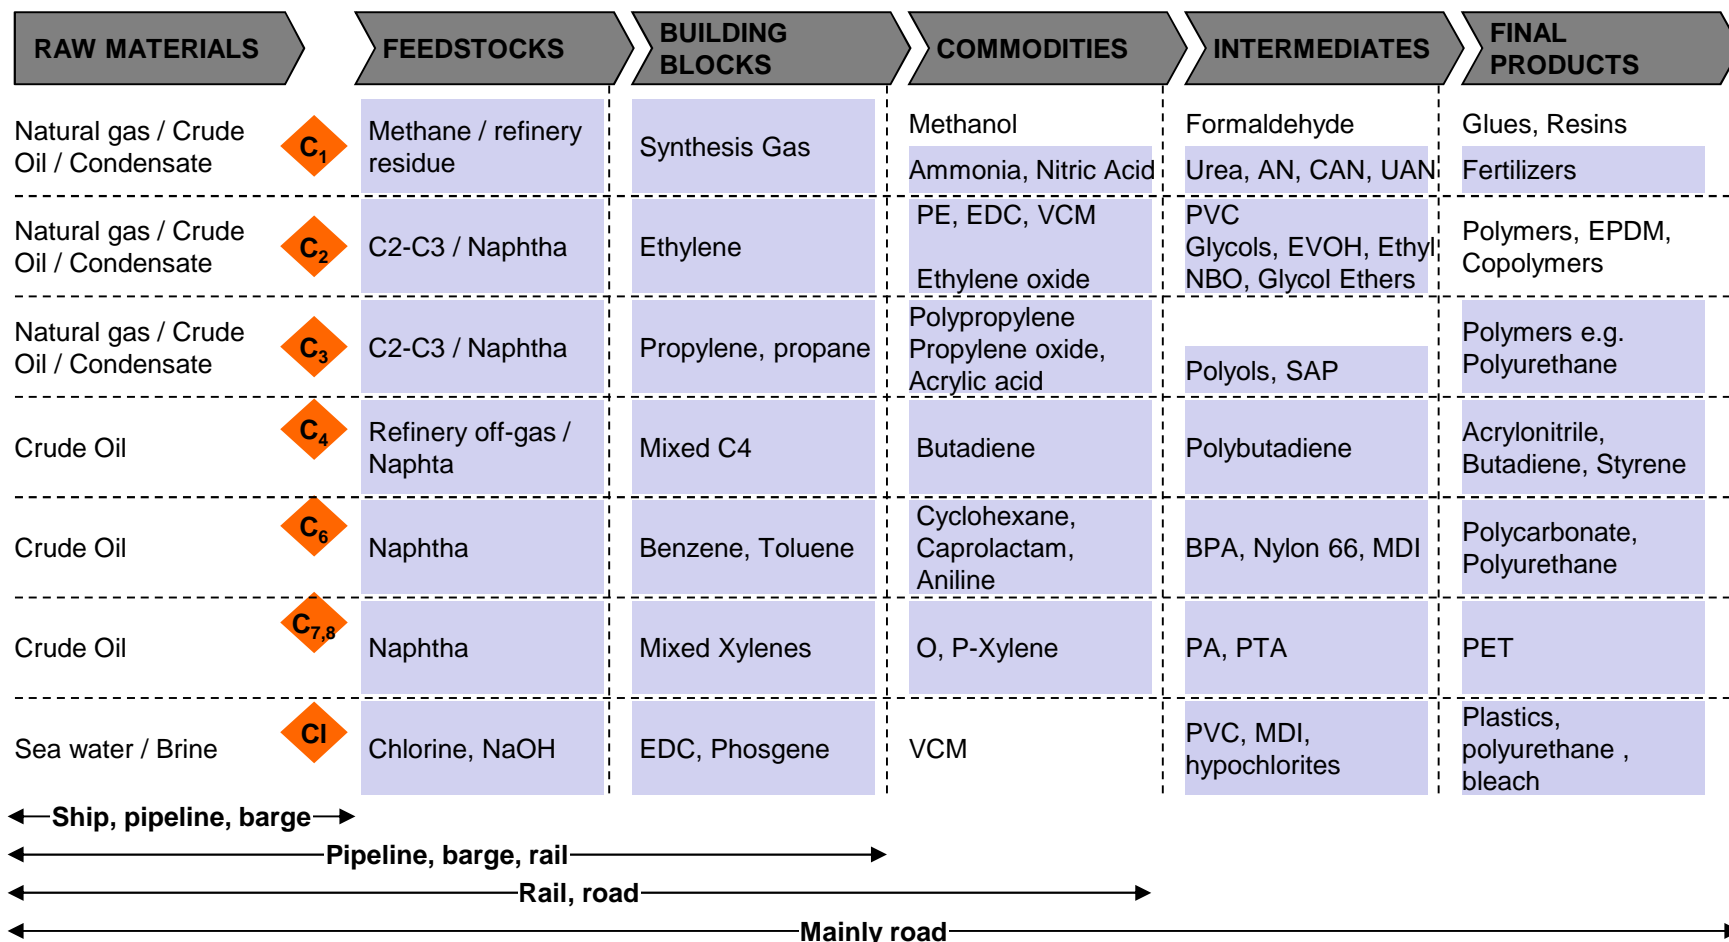 RAW MATERIALS
FEEDSTOCKS
BUILDING
BLOCKS
COMMODITIES
INTERMEDIATES
FINAL
PRODUCTS
Natural gas / Crude
Oil / Condensate
C1
Methane / refinery
residue
Synthesis Gas
Methanol
Ammonia, Nitric Acid
Formaldehyde
Urea, AN, CAN, UAN
Glues, Resins
Fertilizers
Natural gas / Crude
Oil / Condensate
C2
C2-C3 / Naphtha
Ethylene
PE, EDC, VCM
Ethylene oxide
PVC
Glycols, EVOH, Ethyl
NBO, Glycol Ethers
Polymers, EPDM,
Copolymers
Natural gas / Crude
Oil / Condensate
C3
C2-C3 / Naphtha
Propylene, propane
Polypropylene
Propylene oxide,
Acrylic acid
Polyols, SAP
Polymers e.g.
Polyurethane
Crude Oil
C4
Refinery off-gas /
Naphta
Mixed C4
Butadiene
Polybutadiene
Acrylonitrile,
Butadiene, Styrene
Crude Oil
C6
Naphtha
Benzene, Toluene
Cyclohexane,
Caprolactam,
Aniline
BPA, Nylon 66, MDI
Polycarbonate,
Polyurethane
Crude Oil
C7,8
Naphtha
Mixed Xylenes
O, P-Xylene
PA, PTA
PET
Sea water / Brine
Cl
Chlorine, NaOH
EDC, Phosgene
VCM
PVC, MDI,
hypochlorites
Plastics,
polyurethane ,
bleach
Ship, pipeline, barge
Pipeline, barge, rail
Rail, road
Mainly road